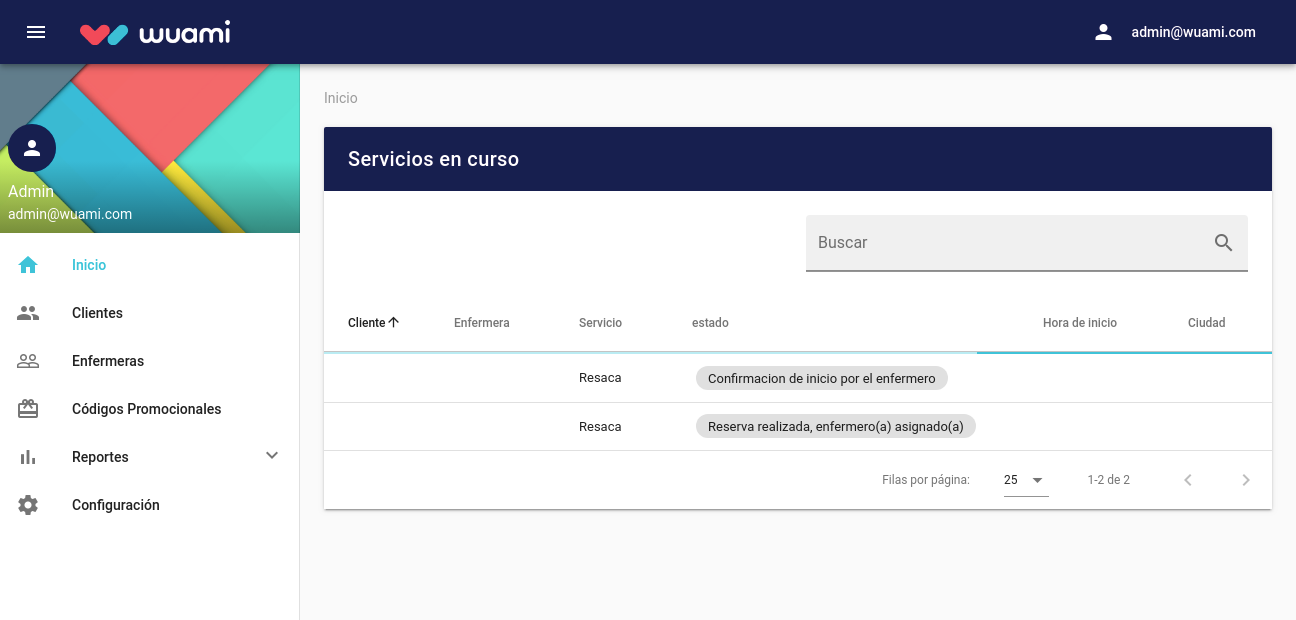 wuami
admin@wuami.com
Admin
admin@wuami.com
Inicio
Clientes
Enfermeras
Códigos Promocionales
Reportes
Configuración
Inicio
Servicios en curso
Buscar
Cliente Enfermera Servicio estado Hora de inicio Ciudad
Resaca Confirmacion de inicio por el enfermero
Resaca Reserva realizada, enfermero(a) asignado(a)
Filas por página: 25 1-2 de 2